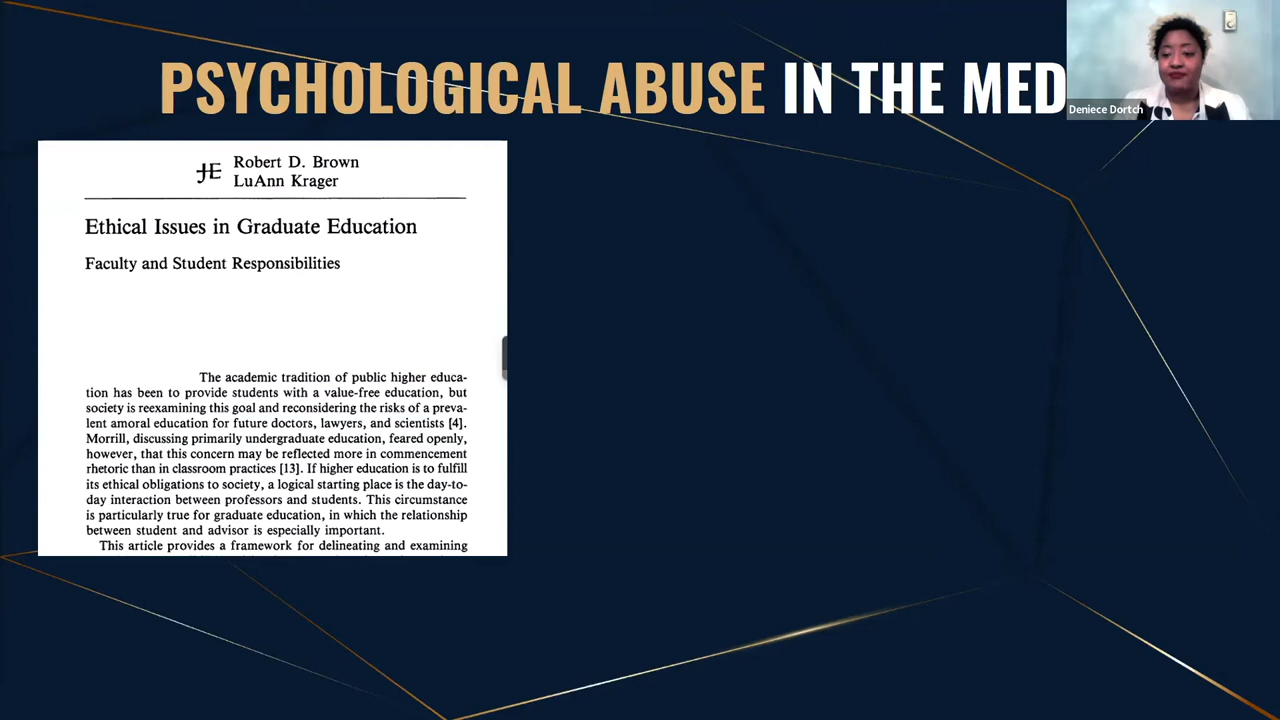 PSYCHOLOGICAL ABUSE IN THE MED
Deniece Dortch
JE
Robert D. Brown
LuAnn Krager
Ethical Issues in Graduate Education
Faculty and Student Responsibilities
The academic tradition of public higher educa-
tion has been to provide students with a value-free education, but
society is reexamining this goal and reconsidering the risks of a preva-
lent amoral education for future doctors, lawyers, and scientists [4].
Morrill, discussing primarily undergraduate education, feared openly,
however, that this concern may be reflected more in commencement
rhetoric than in classroom practices [13]. If higher education is to fulfill
its ethical obligations to society, a logical starting place is the day-to-
day interaction between professors and students. This circumstance
is particularly true for graduate education, in which the relationship
between student and advisor is especially important.
This article provides a framework for delineating and examining